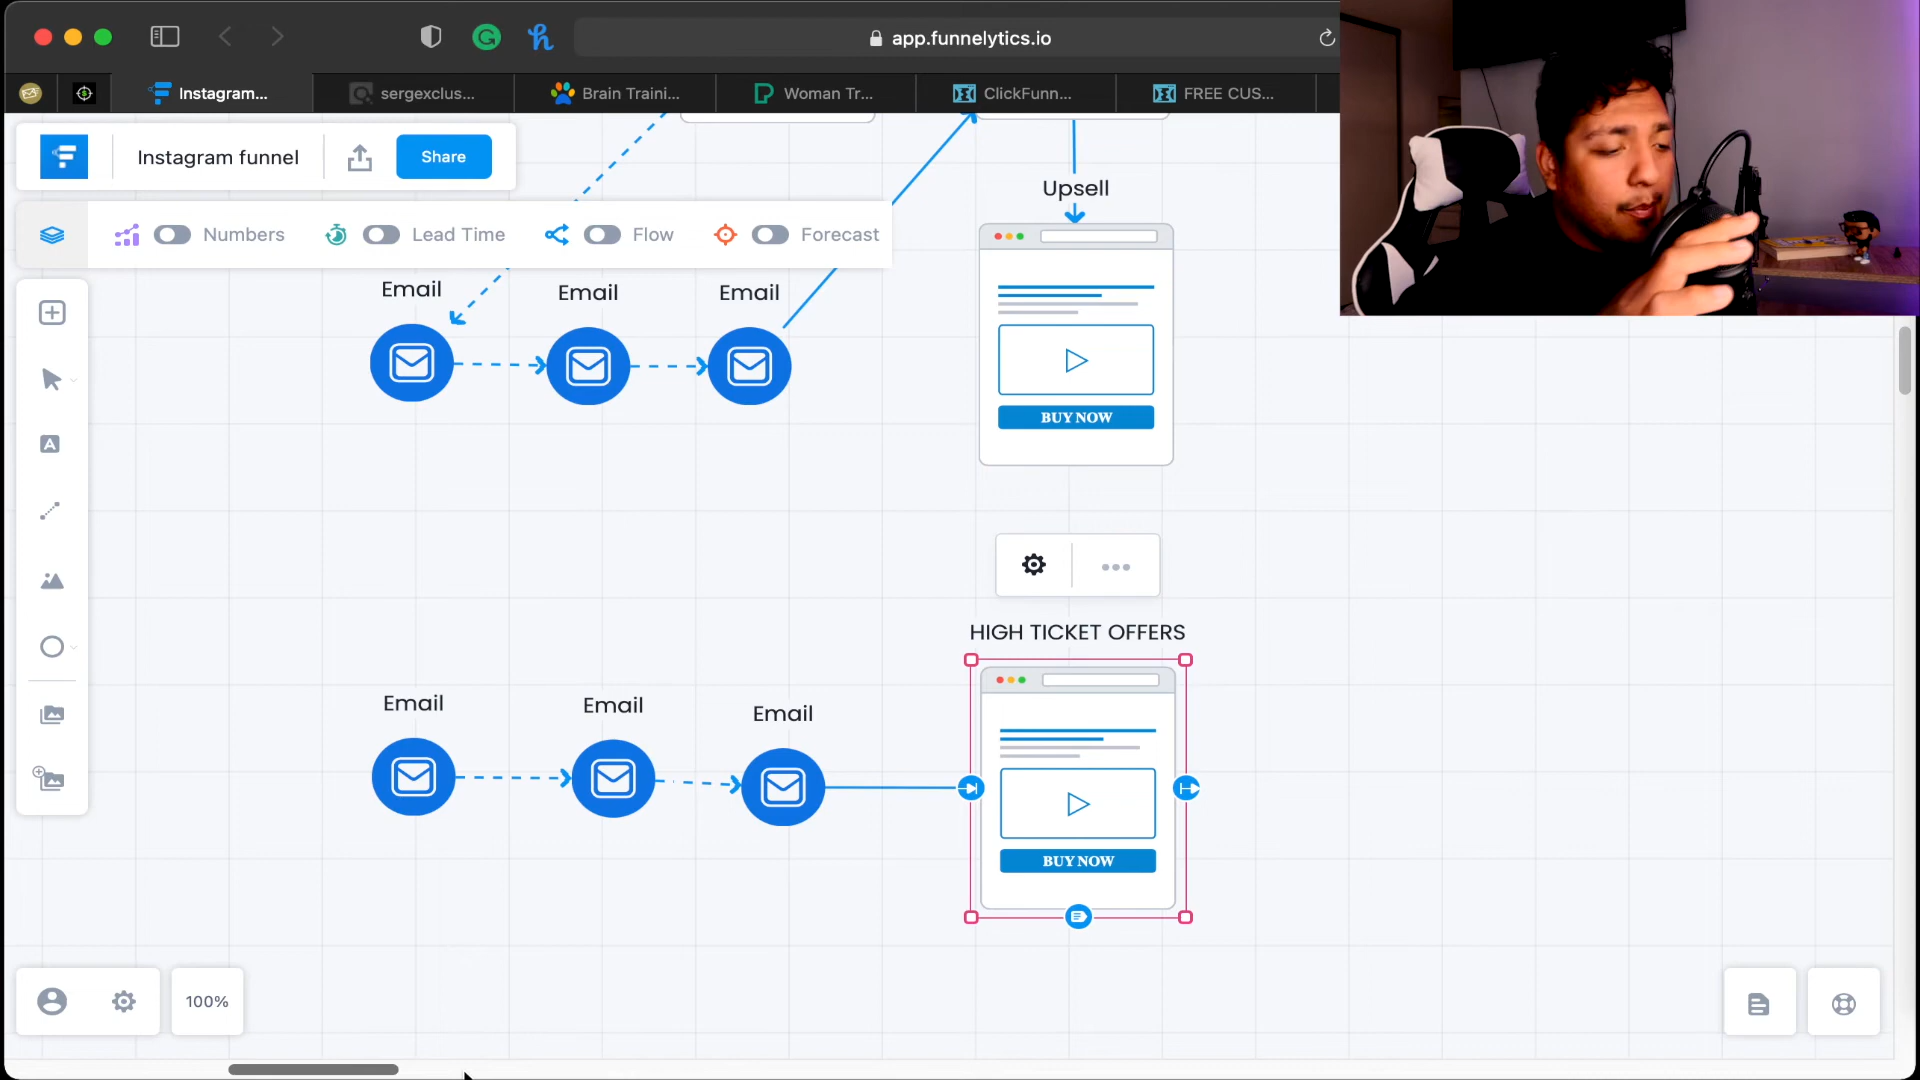 app.funnelytics.io
Instagram...
sergexclus...
Brain Traini...
Woman Tr...
ClickFunn...
FREE CUS...
Instagram funnel
Share
Numbers
Lead Time
Flow
Forecast
Upsell
Email
Email
Email
BUY NOW
HIGH TICKET OFFERS
Email
Email
Email
BUY NOW
100%